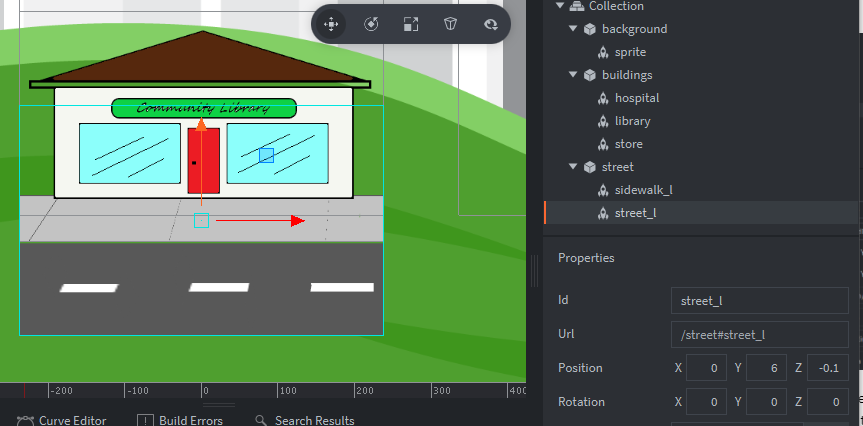 Collection
background
sprite
buildings
Community Library
hospital
library
store
street
sidewalk_l
street_l
Properties
Id street_l
Url /street#street_l
Position X 0 Y 6 Z -0.1
-200 -100 0 100 200 300 400
Rotation X 0 Y 0 Z 0
Curve Editor Build Errors Search Results